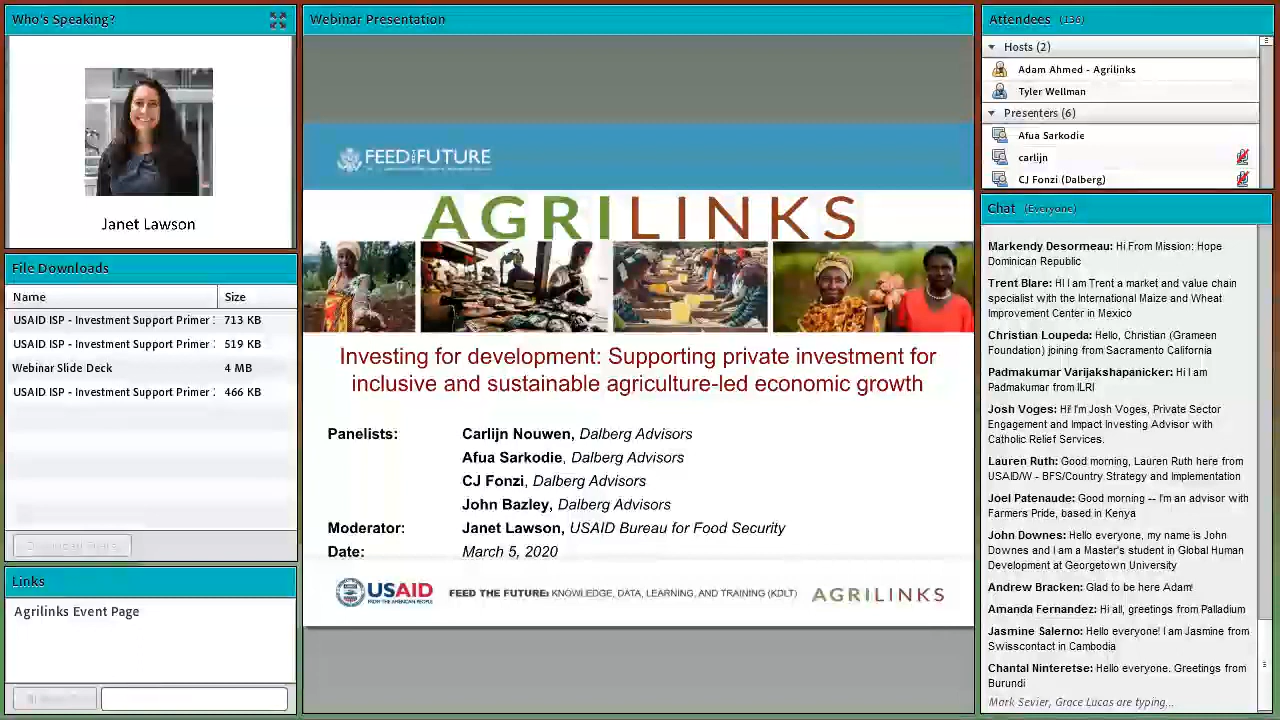 Who's Speaking?
Janet Lawson
File Downloads
Name Size
USAID ISP - Investment Support Primer 713 KB
USAID ISP - Investment Support Primer 519 KB
Webinar Slide Deck 4 MB
USAID ISP - Investment Support Primer 466 KB
Links
Agrilinks Event Page
Webinar Presentation
FEED THE FUTURE
AGRILINKS
Investing for development: Supporting private investment for
inclusive and sustainable agriculture-led economic growth
Panelists: Carlijn Nouwen, Dalberg Advisors
Afua Sarkodie, Dalberg Advisors
CJ Fonzi, Dalberg Advisors
John Bazley, Dalberg Advisors
Moderator: Janet Lawson, USAID Bureau for Food Security
Date: March 5, 2020
USAID
FROM THE AMERICAN PEOPLE
FEED THE FUTURE: KNOWLEDGE, DATA, LEARNING, AND TRAINING (KDLT)
AGRILINKS
Attendees (136)
Hosts (2)
Adam Ahmed - Agrilinks
Tyler Wellman
Presenters (6)
Afua Sarkodie
carlijn
CJ Fonzi (Dalberg)
Chat (Everyone)
Markendy Desormeau: Hi From Mission: Hope
Dominican Republic
Trent Blare: HI I am Trent a market and value chain
specialist with the International Maize and Wheat
Improvement Center in Mexico
Christian Loupeda: Hello, Christian (Grameen
Foundation) joining from Sacramento California
Padmakumar Varijakshapanicker: Hi I am
Padmakumar from ILRI
Josh Voges: Hi! I'm Josh Voges, Private Sector
Engagement and Impact Investing Advisor with
Catholic Relief Services.
Lauren Ruth: Good morning, Lauren Ruth here from
USAID/W - BFS/Country Strategy and Implementation
Joel Patenaude: Good morning -- I'm an advisor with
Farmers Pride, based in Kenya
John Downes: Hello everyone, my name is John
Downes and I am a Master's student in Global Human
Development at Georgetown University
Andrew Bracken: Glad to be here Adam!
Amanda Fernandez: Hi all, greetings from Palladium
Jasmine Salerno: Hello everyone! I am Jasmine from
Swisscontact in Cambodia
Chantal Ninteretse: Hello everyone. Greetings from
Burundi
Mark Sevier, Grace Lucas are typing...